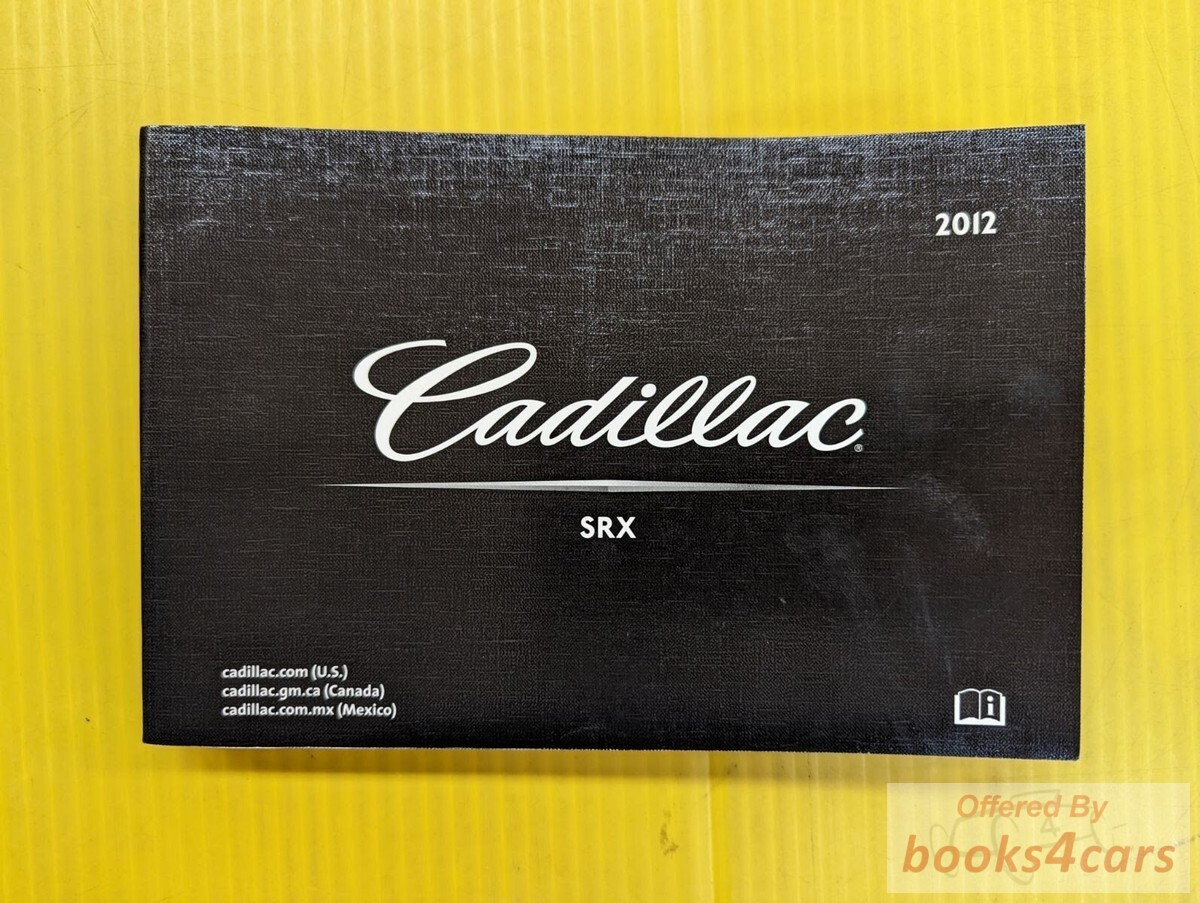 2012
Cadillac®
SRX
cadillac.com (U.S.)
cadillac.gm.ca (Canada)
cadillac.com.mx (Mexico)
i
Offered By
books4cars